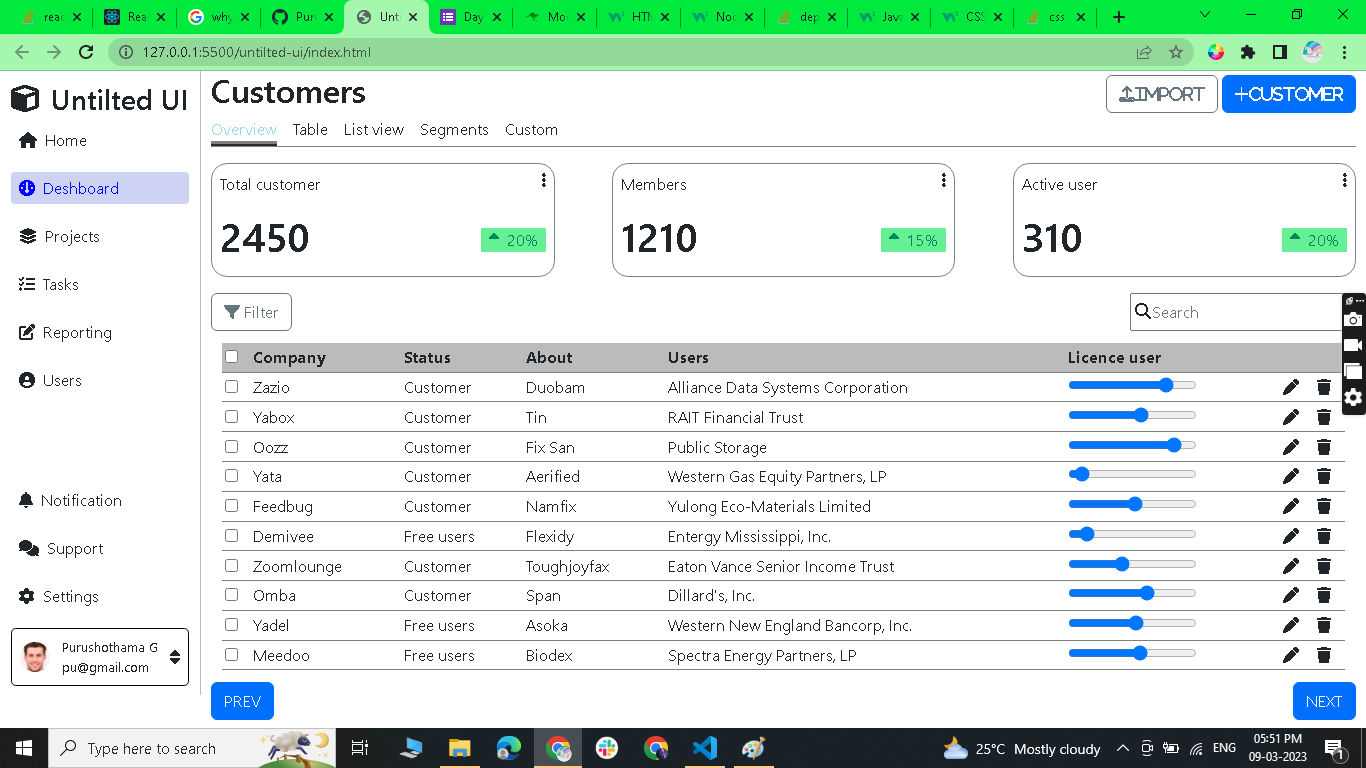 reac Rea why Pur Unti Day Mo HTM Noc dep Java CSS css
127.0.0.1:5500/untilted-ui/index.html
Untilted UI
Home
Deshboard
Projects
Tasks
Reporting
Users
Notification
Support
Settings
Purushothama G
pu@gmail.com
Customers
IMPORT
+CUSTOMER
Overview Table List view Segments Custom
Total customer
2450
20%
Members
1210
15%
Active user
310
20%
Filter
Search
Company Status About Users Licence user
Zazio Customer Duobam Alliance Data Systems Corporation
Yabox Customer Tin RAIT Financial Trust
Oozz Customer Fix San Public Storage
Yata Customer Aerified Western Gas Equity Partners, LP
Feedbug Customer Namfix Yulong Eco-Materials Limited
Demivee Free users Flexidy Entergy Mississippi, Inc.
Zoomlounge Customer Toughjoyfax Eaton Vance Senior Income Trust
Omba Customer Span Dillard's, Inc.
Yadel Free users Asoka Western New England Bancorp, Inc.
Meedoo Free users Biodex Spectra Energy Partners, LP
PREV
NEXT
Type here to search
25°C Mostly cloudy
ENG
05:51 PM
09-03-2023
1